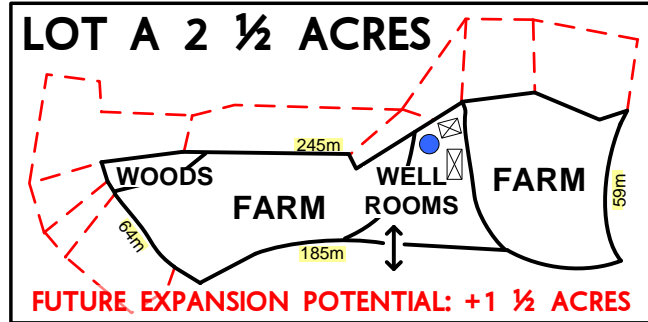 LOT A 2 ½ ACRES
245m
WOODS
WELL
ROOMS
FARM
FARM
64m
59m
185m
FUTURE EXPANSION POTENTIAL: +1 ½ ACRES